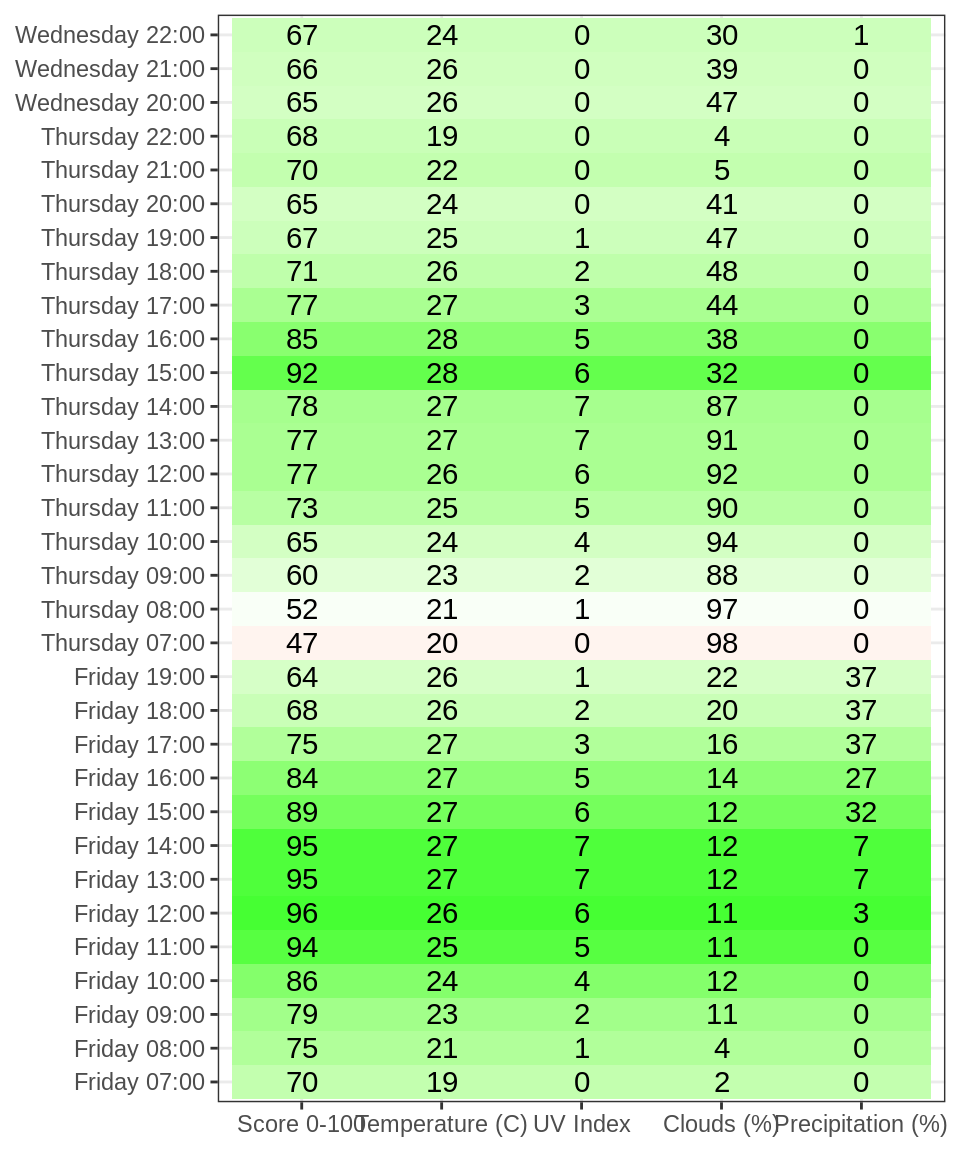 Wednesday 22:00 67 24 0 30 1
Wednesday 21:00 66 26 0 39 0
Wednesday 20:00 65 26 0 47 0
Thursday 22:00 68 19 0 4 0
Thursday 21:00 70 22 0 5 0
Thursday 20:00 65 24 0 41 0
Thursday 19:00 67 25 1 47 0
Thursday 18:00 71 26 2 48 0
Thursday 17:00 77 27 3 44 0
Thursday 16:00 85 28 5 38 0
Thursday 15:00 92 28 6 32 0
Thursday 14:00 78 27 7 87 0
Thursday 13:00 77 27 7 91 0
Thursday 12:00 77 26 6 92 0
Thursday 11:00 73 25 5 90 0
Thursday 10:00 65 24 4 94 0
Thursday 09:00 60 23 2 88 0
Thursday 08:00 52 21 1 97 0
Thursday 07:00 47 20 0 98 0
Friday 19:00 64 26 1 22 37
Friday 18:00 68 26 2 20 37
Friday 17:00 75 27 3 16 37
Friday 16:00 84 27 5 14 27
Friday 15:00 89 27 6 12 32
Friday 14:00 95 27 7 12 7
Friday 13:00 95 27 7 12 7
Friday 12:00 96 26 6 11 3
Friday 11:00 94 25 5 11 0
Friday 10:00 86 24 4 12 0
Friday 09:00 79 23 2 11 0
Friday 08:00 75 21 1 4 0
Friday 07:00 70 19 0 2 0
Score 0-100 Temperature (C) UV Index Clouds (%) Precipitation (%)